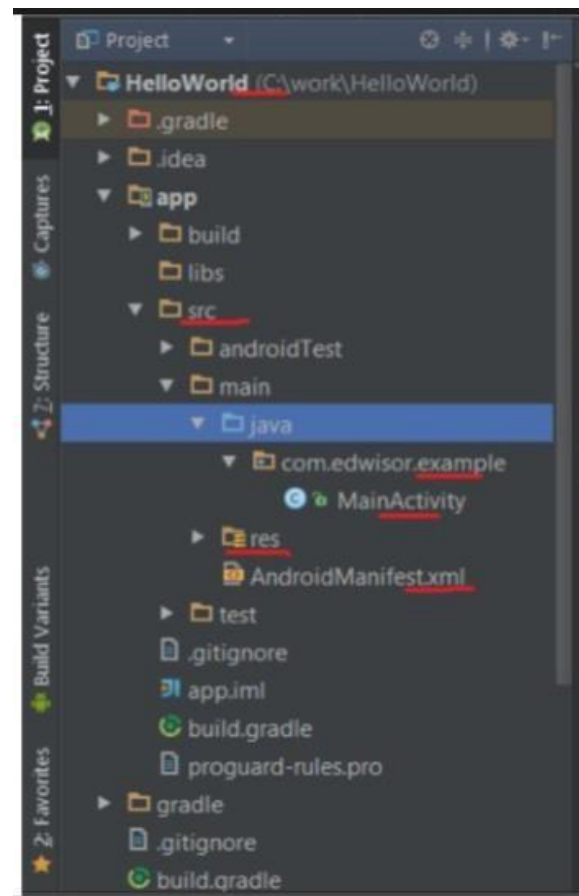 Project
HelloWorld (C:\work\HelloWorld)
.gradle
.idea
app
build
libs
src
androidTest
main
java
com.edwisor.example
MainActivity
res
AndroidManifest.xml
test
.gitignore
app.iml
build.gradle
proguard-rules.pro
gradle
.gitignore
build.gradle
1: Project
Captures
7: Structure
Build Variants
2: Favorites